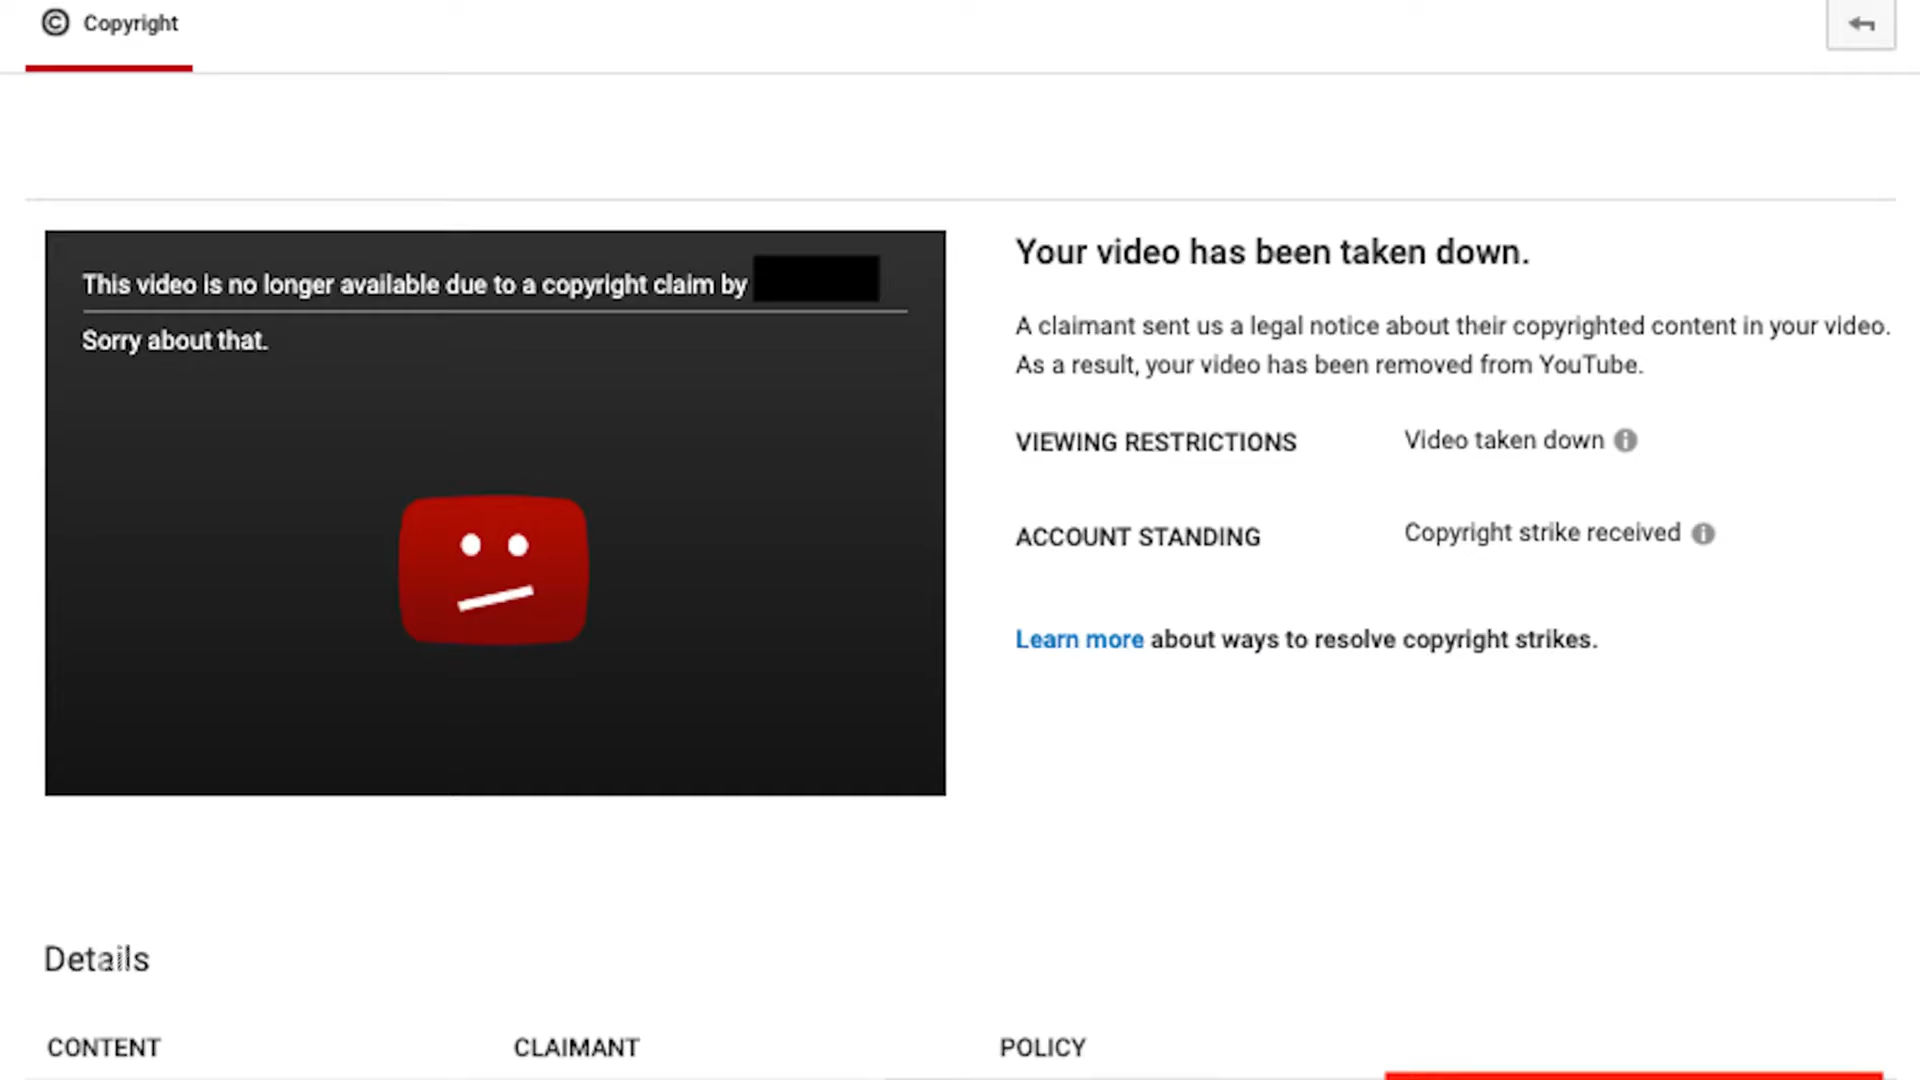 © Copyright
This video is no longer available due to a copyright claim by
Sorry about that.
Your video has been taken down.
A claimant sent us a legal notice about their copyrighted content in your video.
As a result, your video has been removed from YouTube.
VIEWING RESTRICTIONS Video taken down
ACCOUNT STANDING Copyright strike received
Learn more about ways to resolve copyright strikes.
Details
CONTENT CLAIMANT POLICY